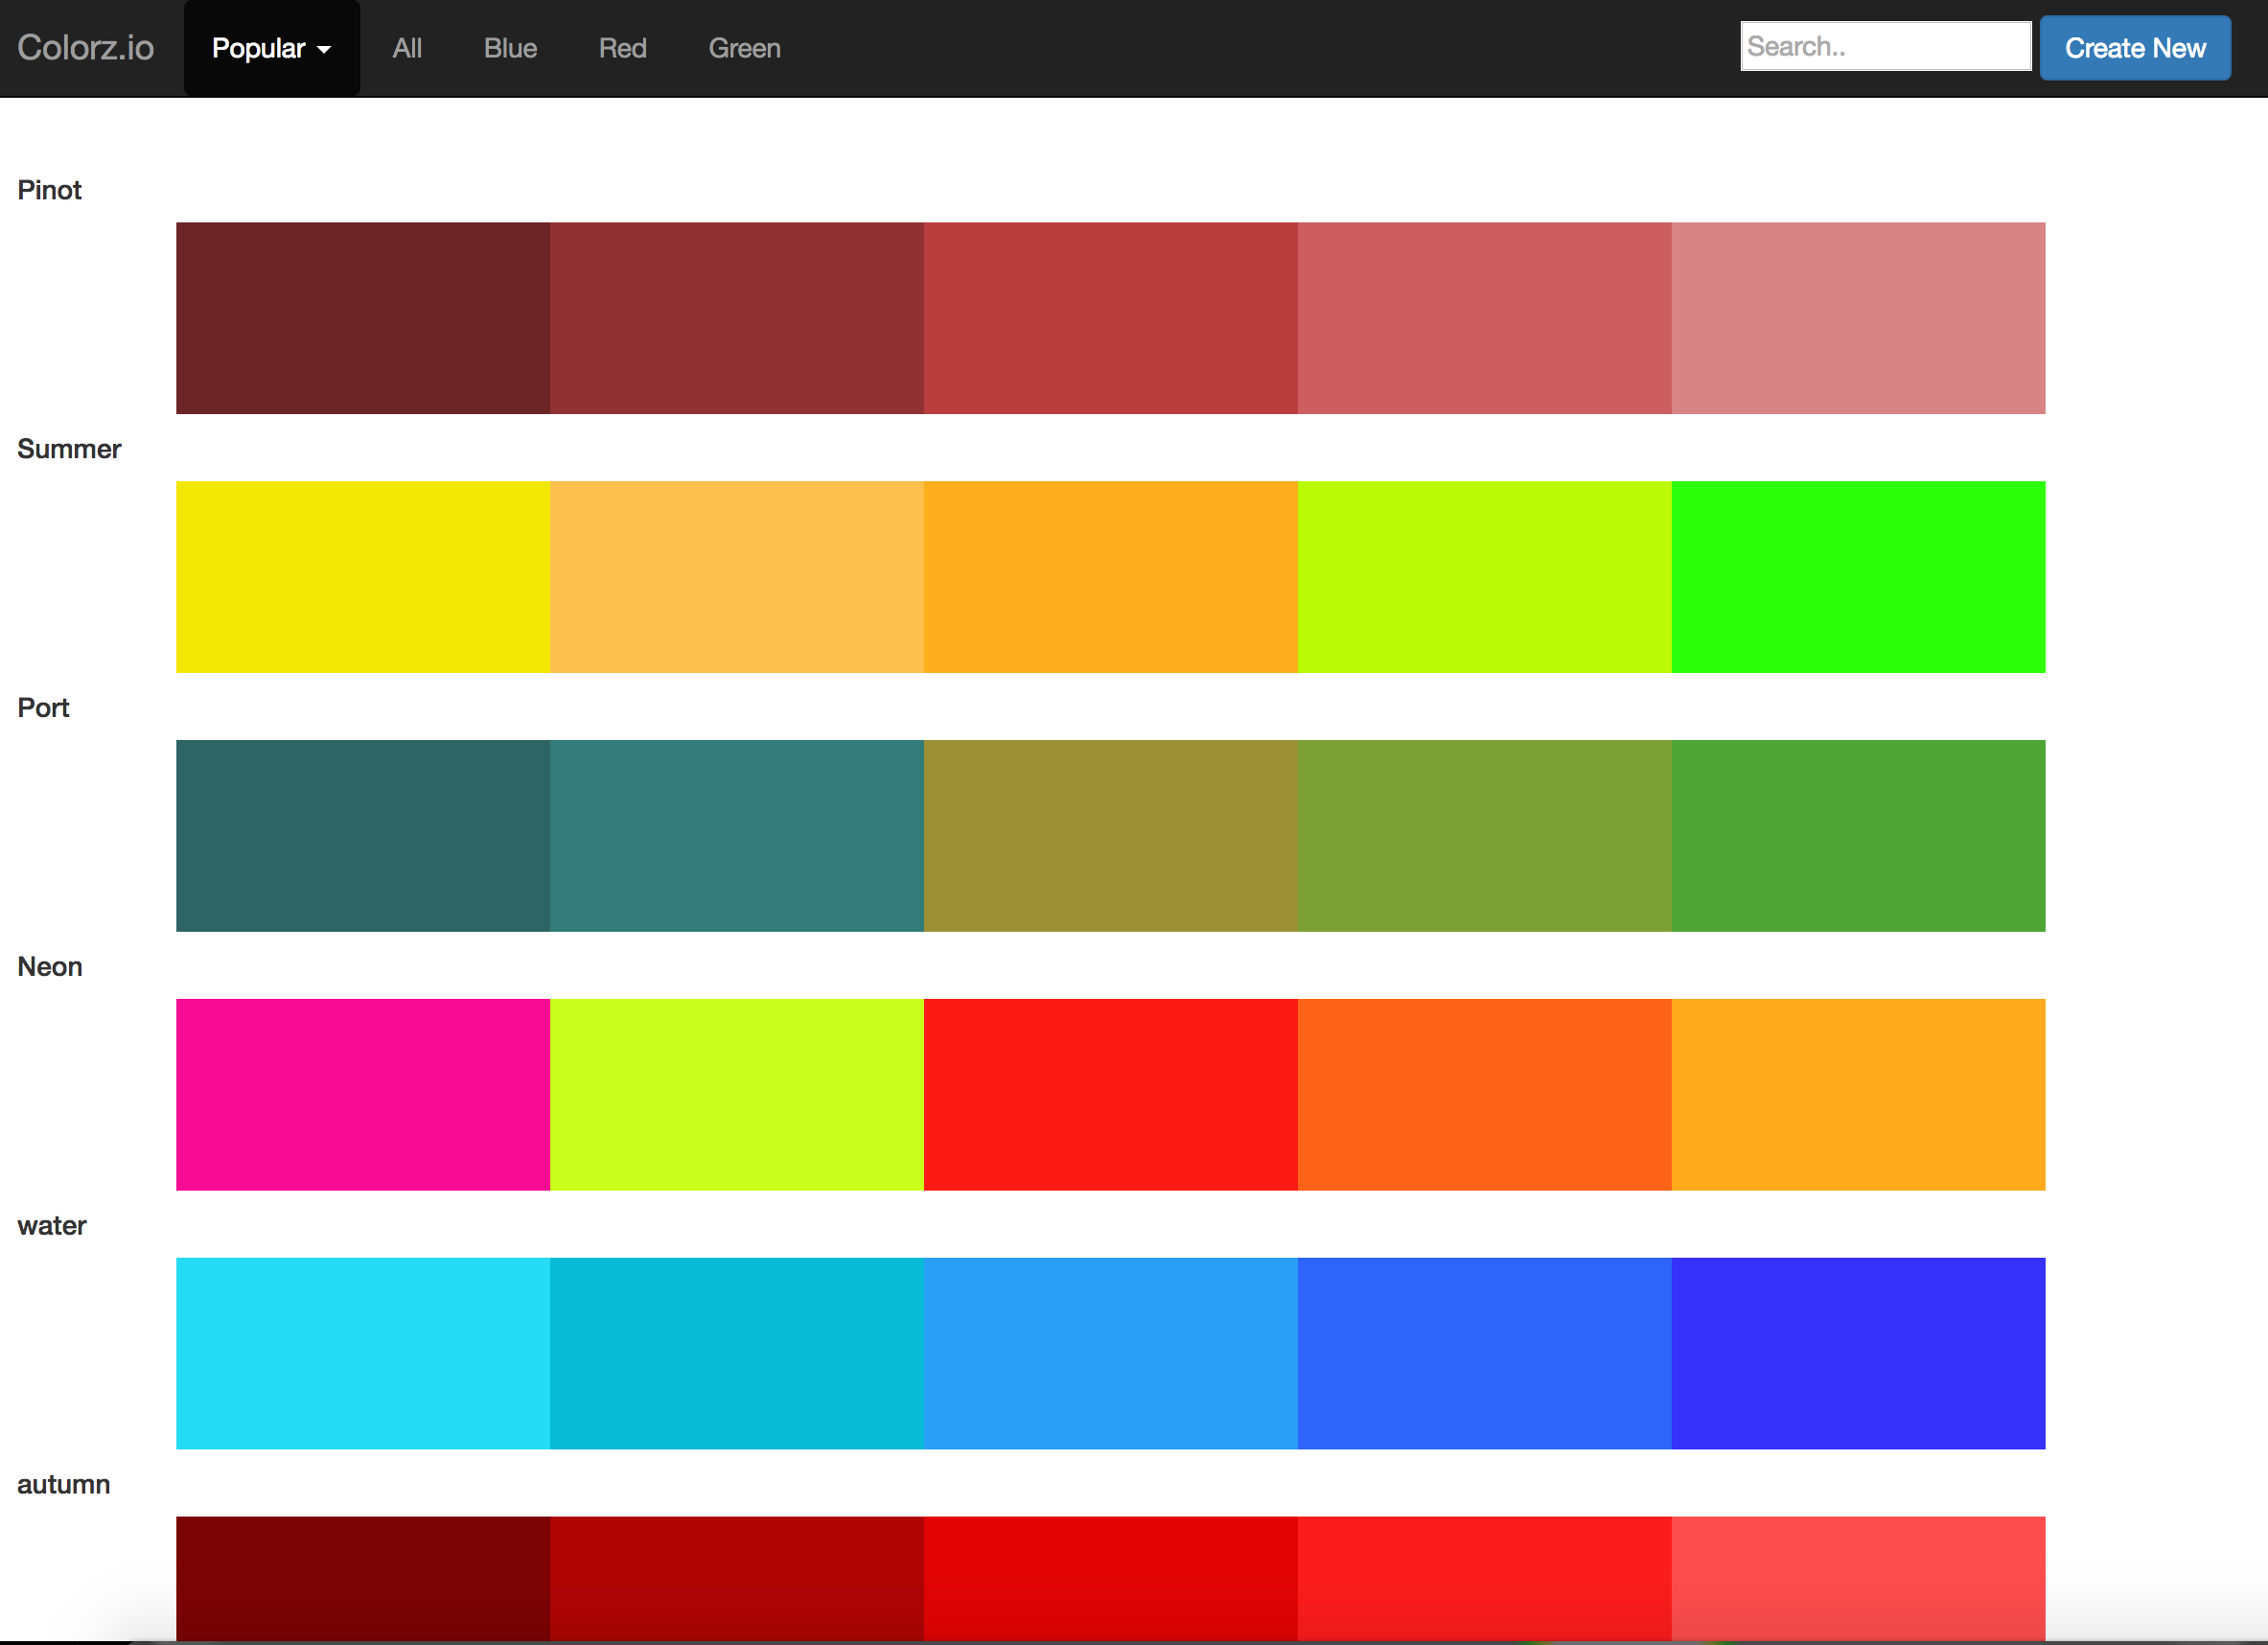 Colorz.io Popular All Blue Red Green Search.. Create New
Pinot
Summer
Port
Neon
water
autumn